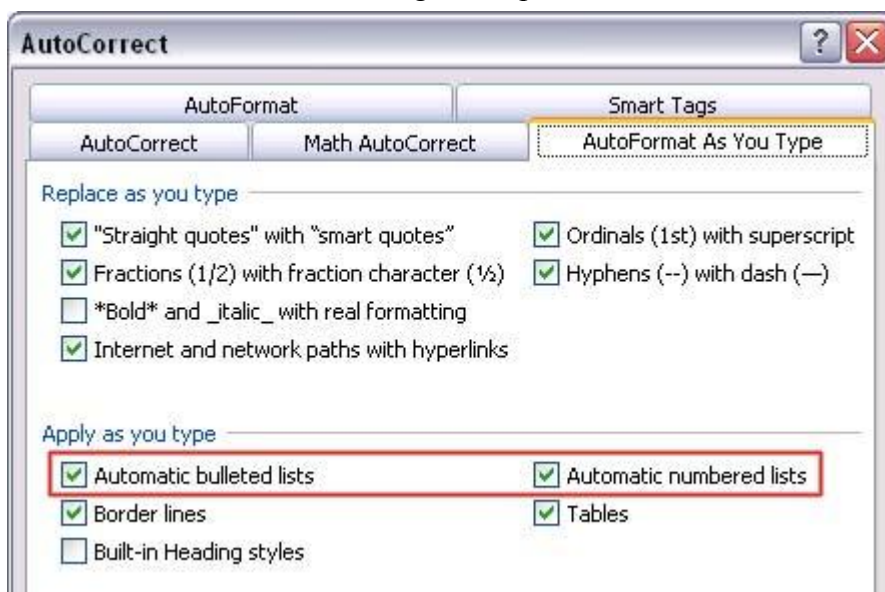 AutoCorrect
AutoFormat Smart Tags
AutoCorrect Math AutoCorrect AutoFormat As You Type
Replace as you type
"Straight quotes" with “smart quotes” Ordinals (1st) with superscript
Fractions (1/2) with fraction character (½) Hyphens (--) with dash (—)
*Bold* and _italic_ with real formatting
Internet and network paths with hyperlinks
Apply as you type
Automatic bulleted lists Automatic numbered lists
Border lines Tables
Built-in Heading styles